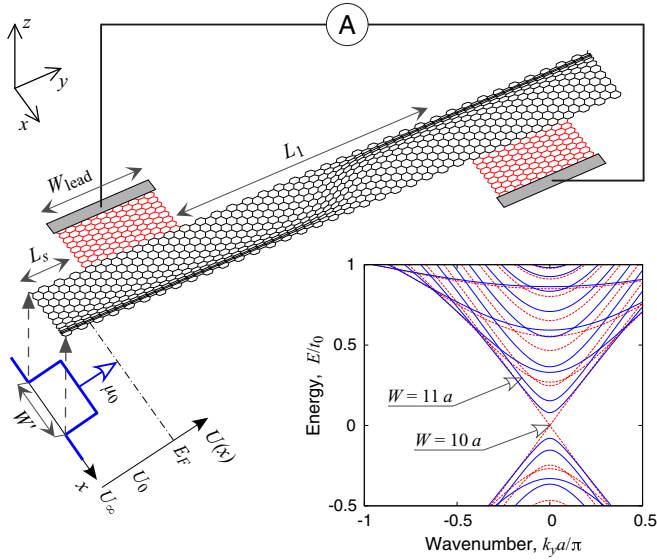 A
z
y
x
W_lead
L_1
L_s
W'
μ_0
x
U_∞
U_0
E_F
U(x)
Energy, E/t_0
1
0.5
0
-0.5
W = 11 a
W = 10 a
-1
-0.5
0
0.5
Wavenumber, k_y a/π